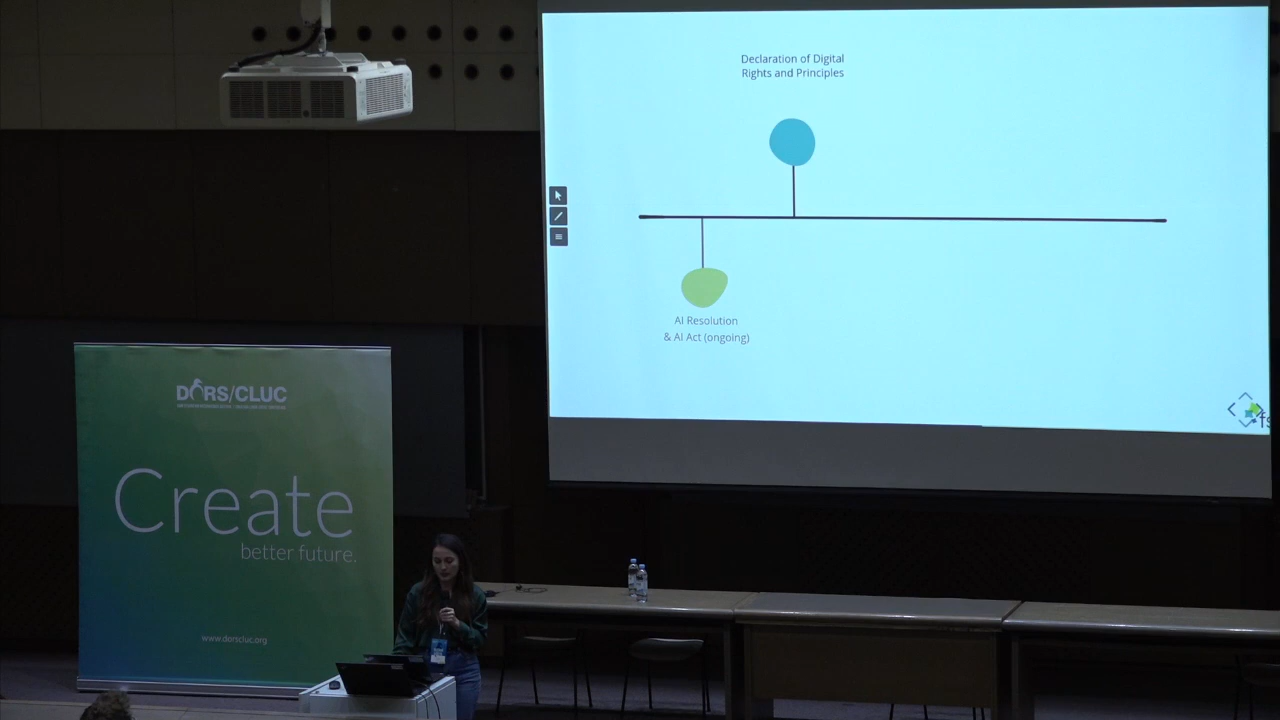 Declaration of Digital
Rights and Principles
AI Resolution
& AI Act (ongoing)
fs
DORS/CLUC
Create
better future.
www.dorscluc.org